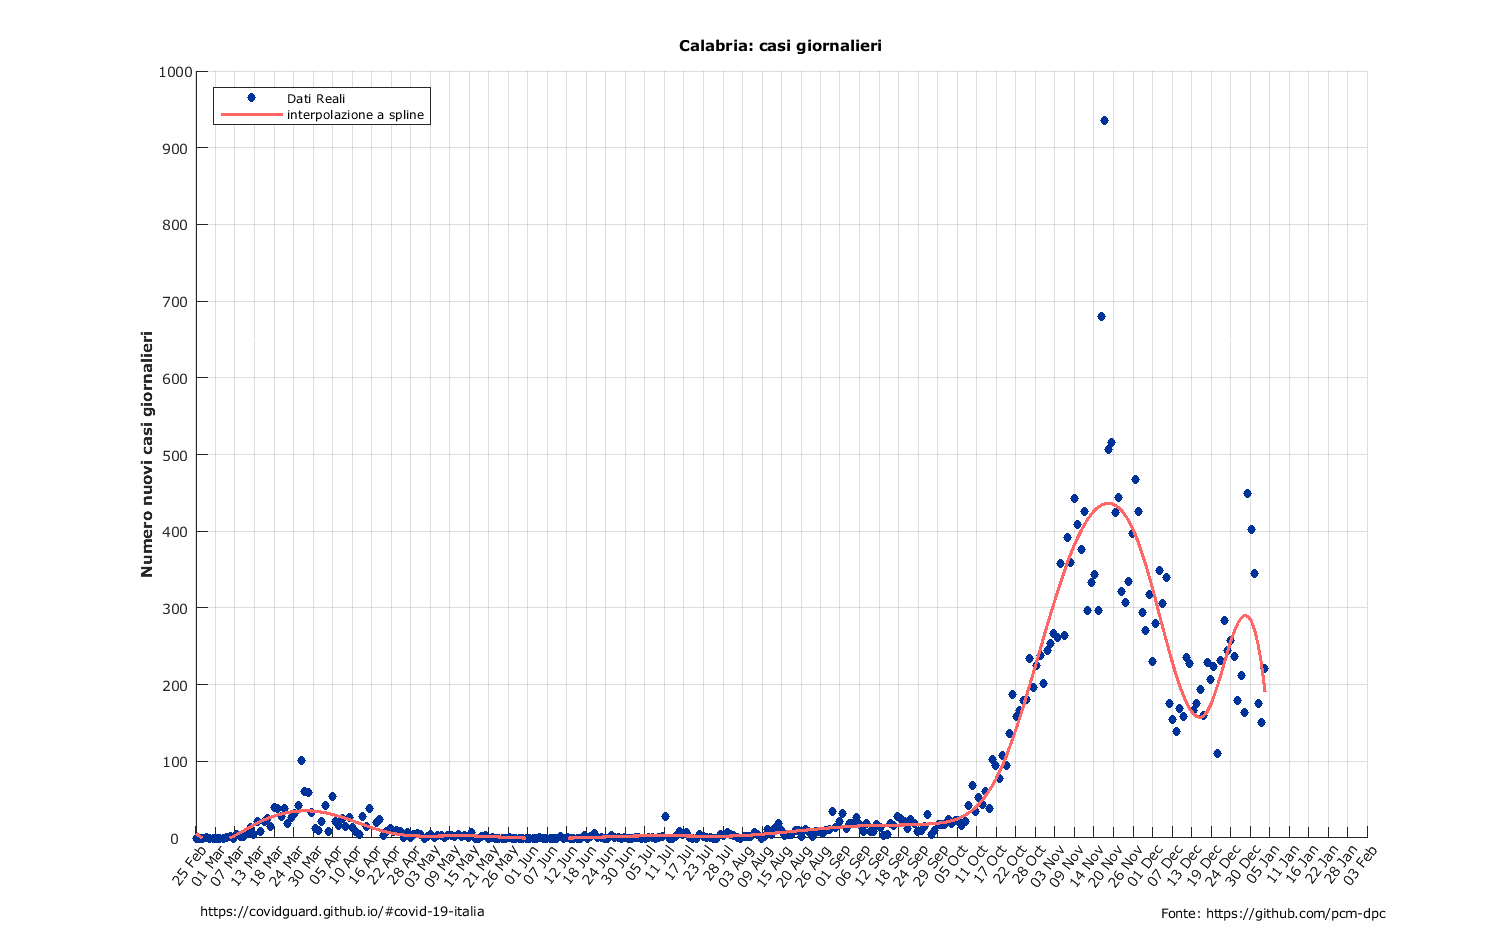 Calabria: casi giornalieri
Dati Reali
interpolazione a spline
Numero nuovi casi giornalieri
1000
900
800
700
600
500
400
300
200
100
0
25 Feb
01 Mar
07 Mar
13 Mar
18 Mar
24 Mar
30 Mar
05 Apr
10 Apr
16 Apr
22 Apr
28 Apr
03 May
09 May
15 May
21 May
26 May
01 Jun
07 Jun
12 Jun
18 Jun
24 Jun
30 Jun
05 Jul
11 Jul
17 Jul
23 Jul
28 Jul
03 Aug
09 Aug
15 Aug
20 Aug
26 Aug
01 Sep
06 Sep
12 Sep
18 Sep
24 Sep
29 Sep
05 Oct
11 Oct
17 Oct
22 Oct
28 Oct
03 Nov
09 Nov
14 Nov
20 Nov
26 Nov
01 Dec
07 Dec
13 Dec
19 Dec
24 Dec
30 Dec
05 Jan
11 Jan
16 Jan
22 Jan
28 Jan
03 Feb
https://covidguard.github.io/#covid-19-italia
Fonte: https://github.com/pcm-dpc